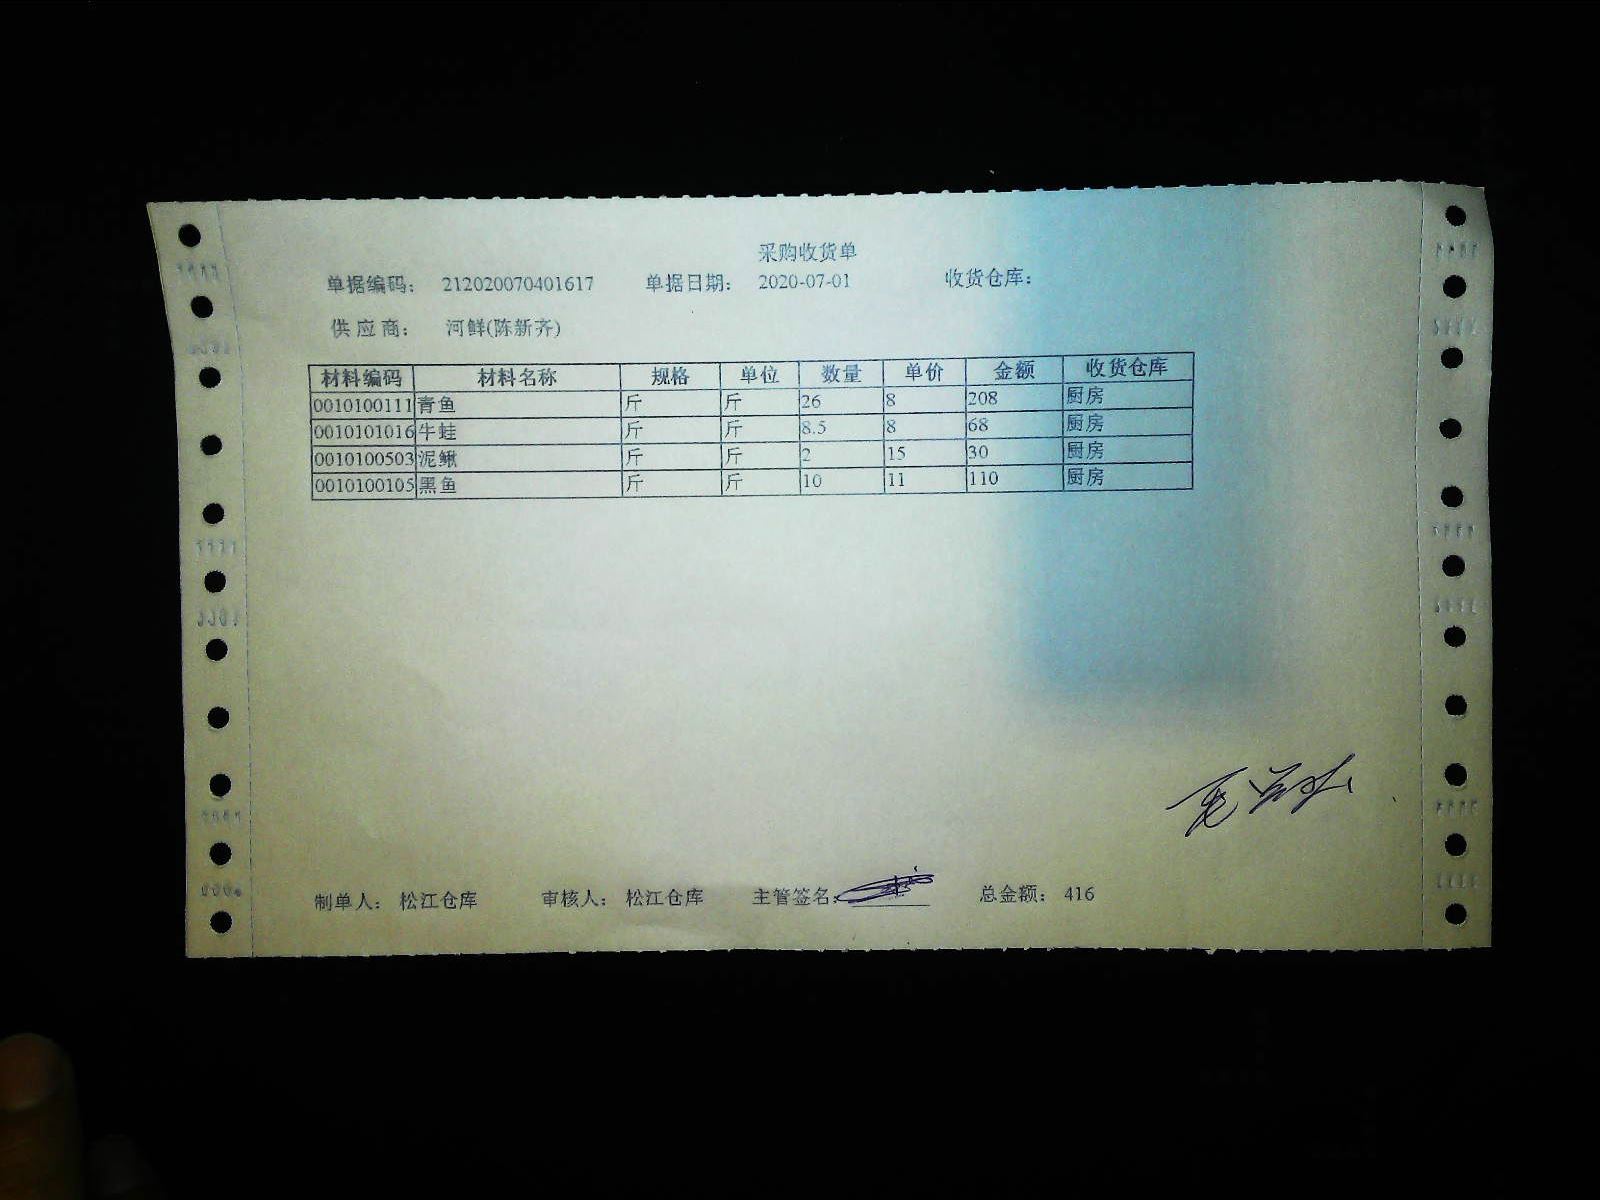 采购收货单
单据编码： 212020070401617 单据日期： 2020-07-01 收货仓库：
供 应 商： 河鲜(陈新齐)
材料编码 材料名称 规格 单位 数量 单价 金额 收货仓库
0010100111 青鱼 斤 斤 26 8 208 厨房
0010101016 牛蛙 斤 斤 8.5 8 68 厨房
0010100503 泥鳅 斤 斤 2 15 30 厨房
0010100105 黑鱼 斤 斤 10 11 110 厨房
制单人： 松江仓库 审核人： 松江仓库 主管签名： 总金额： 416